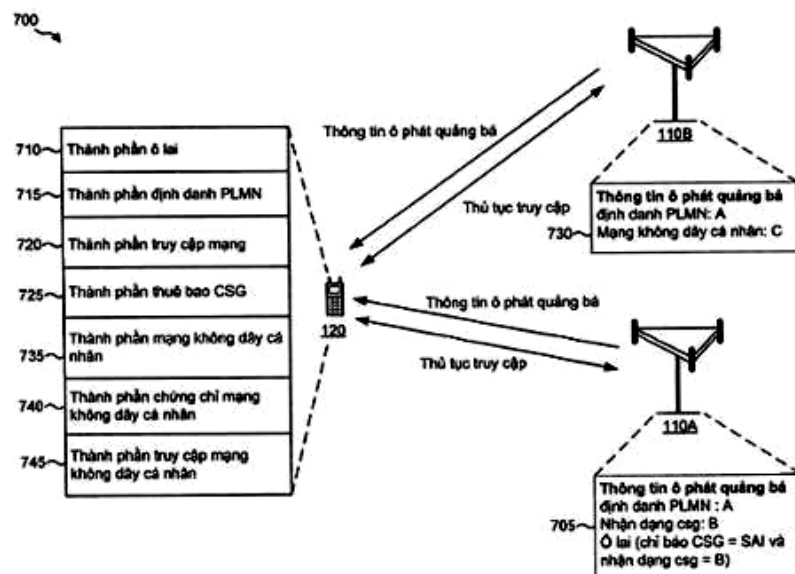 700
710
Thành phần ô lai
715
Thành phần định danh PLMN
720
Thành phần truy cập mạng
725
Thành phần thuê bao CSG
735
Thành phần mạng không dây cá
nhân
740
Thành phần chứng chỉ mạng
không dây cá nhân
745
Thành phần truy cập mạng
không dây cá nhân
120
Thông tin ô phát quảng bá
Thủ tục truy cập
Thông tin ô phát quảng bá
Thủ tục truy cập
110B
Thông tin ô phát quảng bá
định danh PLMN: A
730
Mạng không dây cá nhân: C
110A
Thông tin ô phát quảng bá
định danh PLMN : A
705
Nhận dạng csg: B
Ô lai (chỉ báo CSG = SAI và
nhận dạng csg = B)